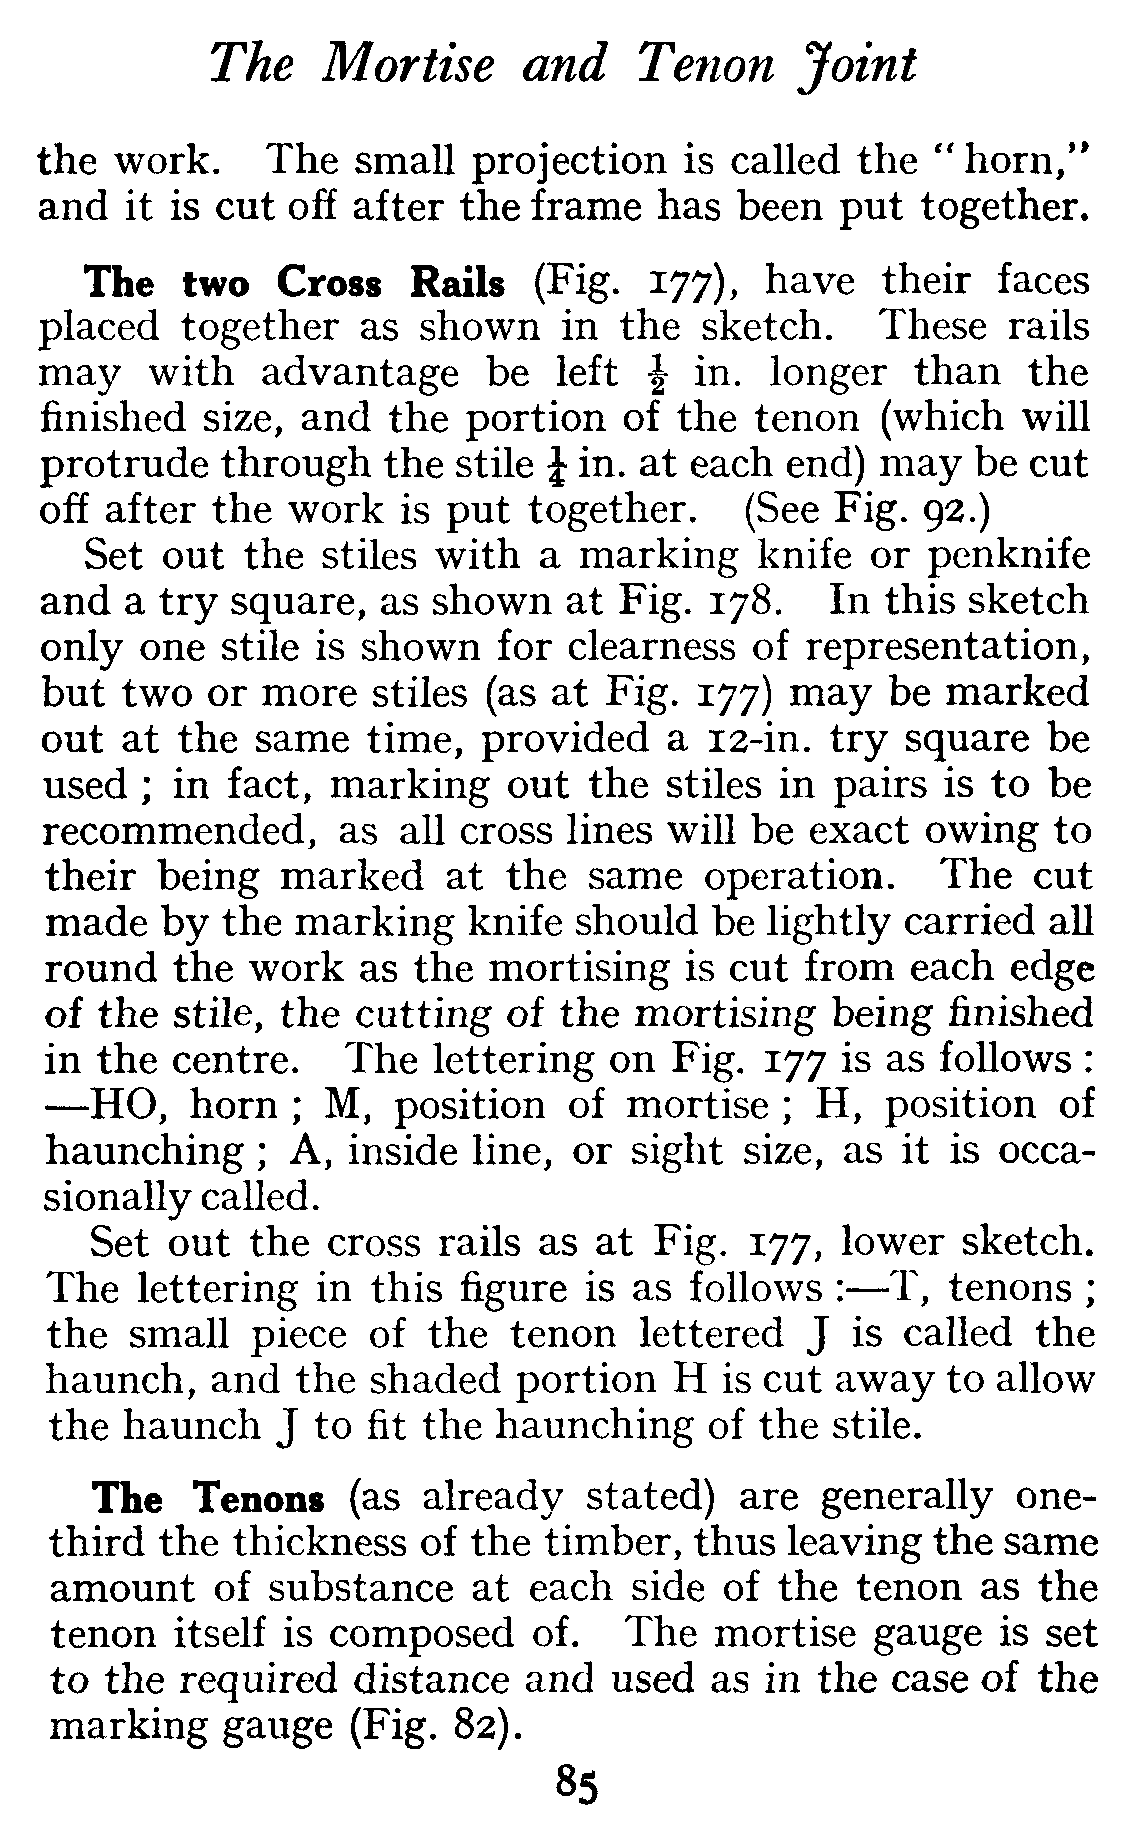 The Mortise and Tenon Joint
the work. The small projection is called the “horn,”
and it is cut off after the frame has been put together.
The two Cross Rails (Fig. 177), have their faces
placed together as shown in the sketch. These rails
may with advantage be left ½ in. longer than the
finished size, and the portion of the tenon (which will
protrude through the stile ¼ in. at each end) may be cut
off after the work is put together. (See Fig. 92.)
Set out the stiles with a marking knife or penknife
and a try square, as shown at Fig. 178. In this sketch
only one stile is shown for clearness of representation,
but two or more stiles (as at Fig. 177) may be marked
out at the same time, provided a 12-in. try square be
used ; in fact, marking out the stiles in pairs is to be
recommended, as all cross lines will be exact owing to
their being marked at the same operation. The cut
made by the marking knife should be lightly carried all
round the work as the mortising is cut from each edge
of the stile, the cutting of the mortising being finished
in the centre. The lettering on Fig. 177 is as follows :
—HO, horn ; M, position of mortise ; H, position of
haunching ; A, inside line, or sight size, as it is occa-
sionally called.
Set out the cross rails as at Fig. 177, lower sketch.
The lettering in this figure is as follows :—T, tenons ;
the small piece of the tenon lettered J is called the
haunch, and the shaded portion H is cut away to allow
the haunch J to fit the haunching of the stile.
The Tenons (as already stated) are generally one-
third the thickness of the timber, thus leaving the same
amount of substance at each side of the tenon as the
tenon itself is composed of. The mortise gauge is set
to the required distance and used as in the case of the
marking gauge (Fig. 82).
85